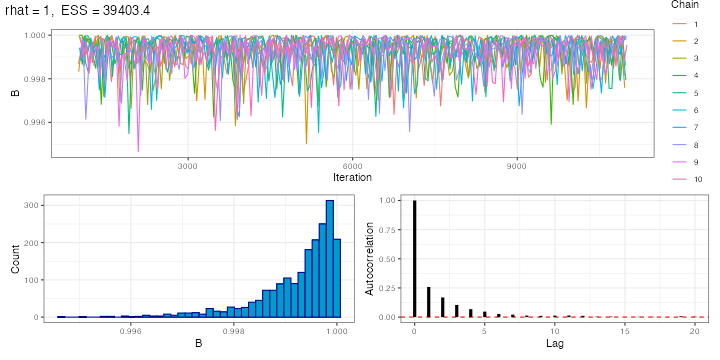 rhat = 1, ESS = 39403.4
Chain
1
2
3
4
5
6
7
8
9
10
B
1.000
0.998
0.996
3000 6000 9000
Iteration
Count
300
200
100
0
0.996 0.998 1.000
B
Autocorrelation
1.00
0.75
0.50
0.25
0.00
0 5 10 15 20
Lag